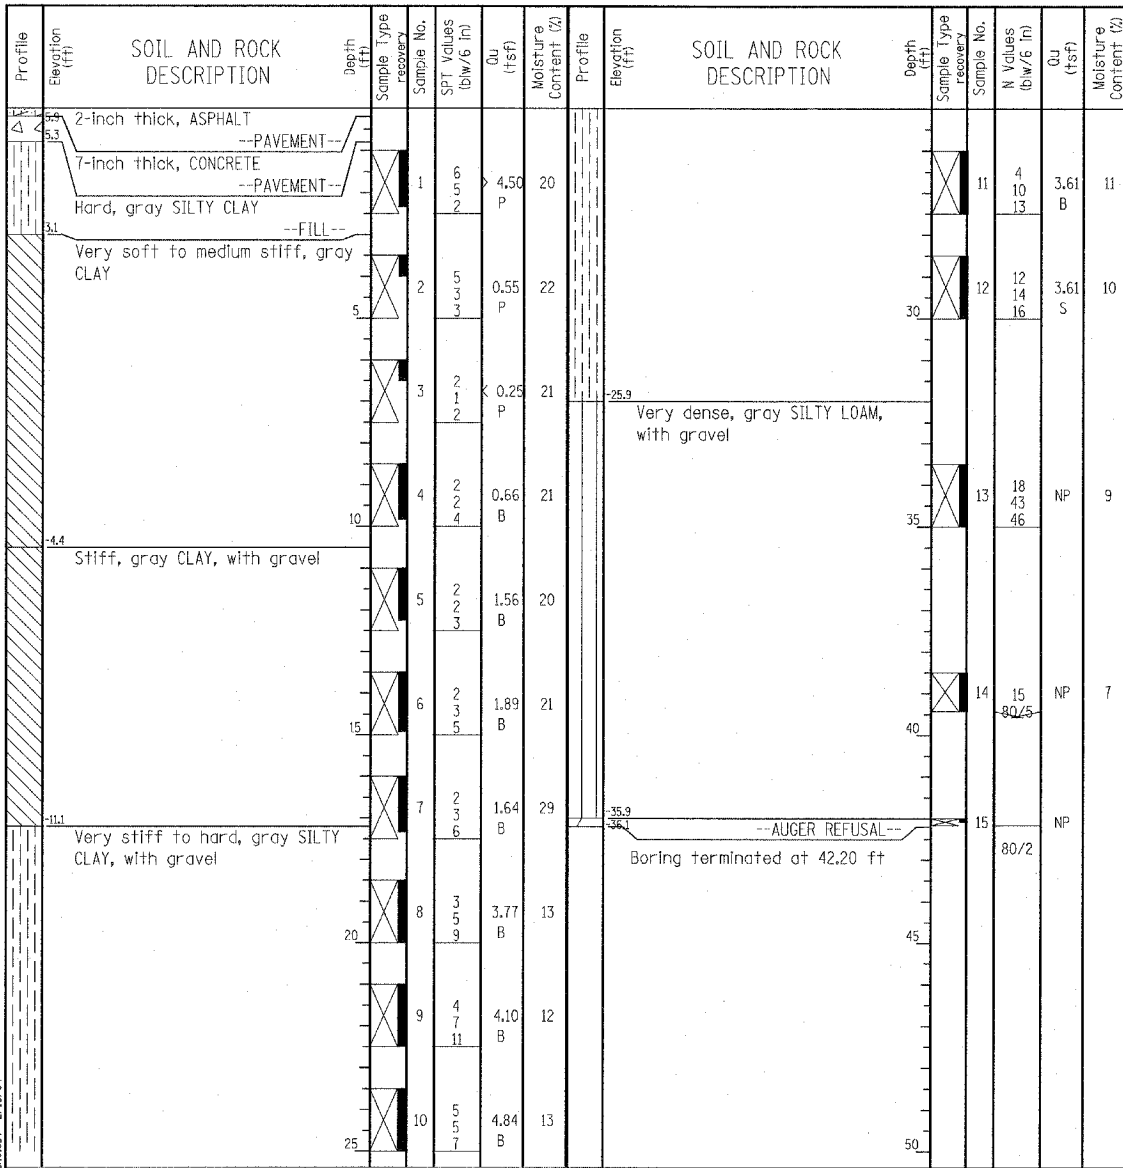 Profile
Elevation (ft)
SOIL AND ROCK
DESCRIPTION
Depth (ft)
Sample Type recovery
Sample No.
SPT Values (blw/6 in)
Qu (tsf)
Moisture Content (%)
5.9 2-inch thick, ASPHALT
--PAVEMENT--
5.3
7-inch thick, CONCRETE
--PAVEMENT--
Hard, gray SILTY CLAY
--FILL--
1
6
5
2
> 4.50
P
20
3.1
Very soft to medium stiff, gray
CLAY
2
5
3
3
0.55
P
22
5
3
2
1
2
< 0.25
P
21
4
2
2
4
0.66
B
21
10
-4.4
Stiff, gray CLAY, with gravel
5
2
2
3
1.56
B
20
6
2
3
5
1.89
B
21
15
7
2
3
6
1.64
B
29
-11.1
Very stiff to hard, gray SILTY
CLAY, with gravel
8
3
5
9
3.77
B
13
20
9
4
7
11
4.10
B
12
10
5
5
7
4.84
B
13
25
Profile
Elevation (ft)
SOIL AND ROCK
DESCRIPTION
Depth (ft)
Sample Type recovery
Sample No.
N Values (blw/6 in)
Qu (tsf)
Moisture Content (%)
11
4
10
13
3.61
B
11
12
12
14
16
3.61
S
10
30
-25.9
Very dense, gray SILTY LOAM,
with gravel
13
18
43
46
NP
9
35
14
15
80/5
NP
7
40
-35.9
-36.1
--AUGER REFUSAL--
15
NP
Boring terminated at 42.20 ft
80/2
45
50